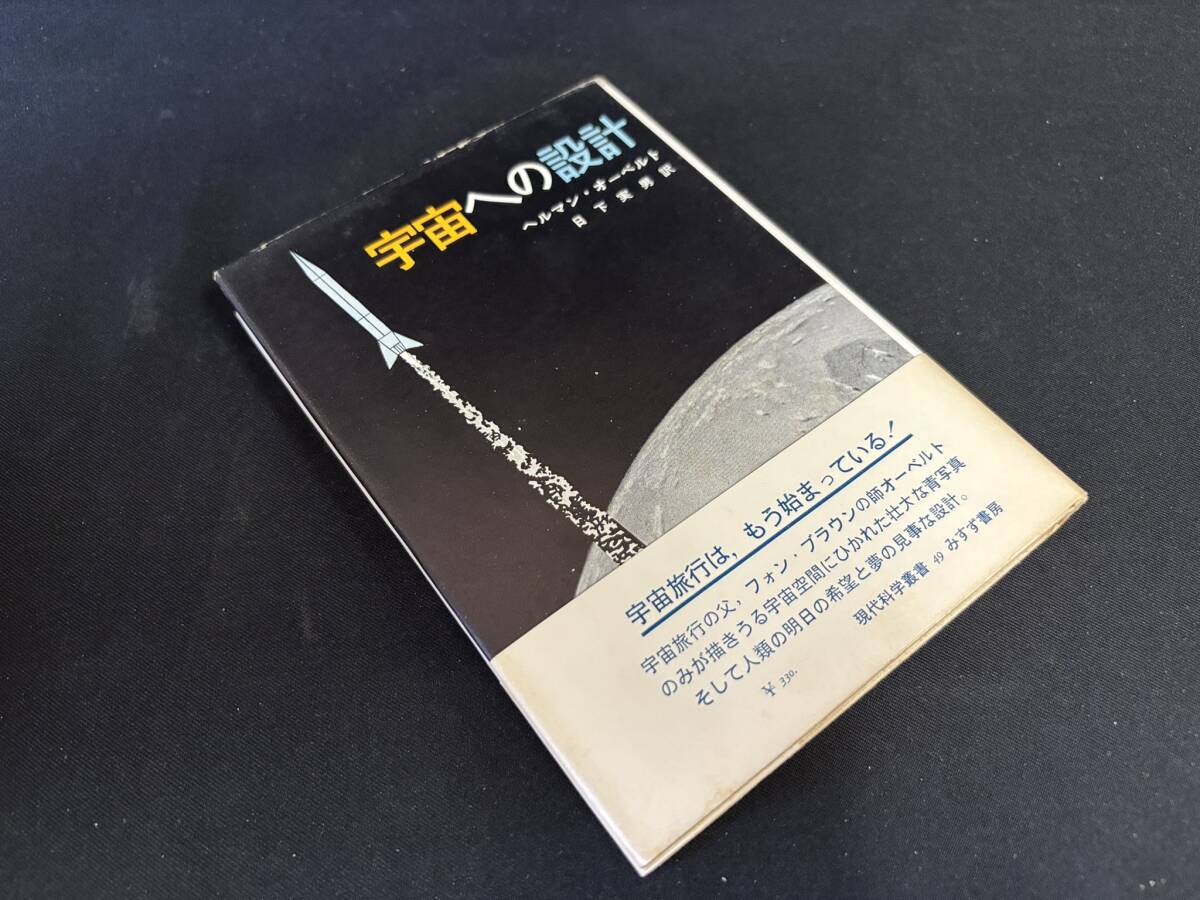 宇宙への設計
ヘルマン・オーベルト
日下実男訳
宇宙旅行は，もう始まっている！
宇宙旅行の父，フォン・ブラウンの師オーベルト
のみが描きうる宇宙空間にひかれた壮大な青写真
そして人類の明日の希望と夢の見事な設計。
現代科学叢書 49 みすず書房
¥ 330.